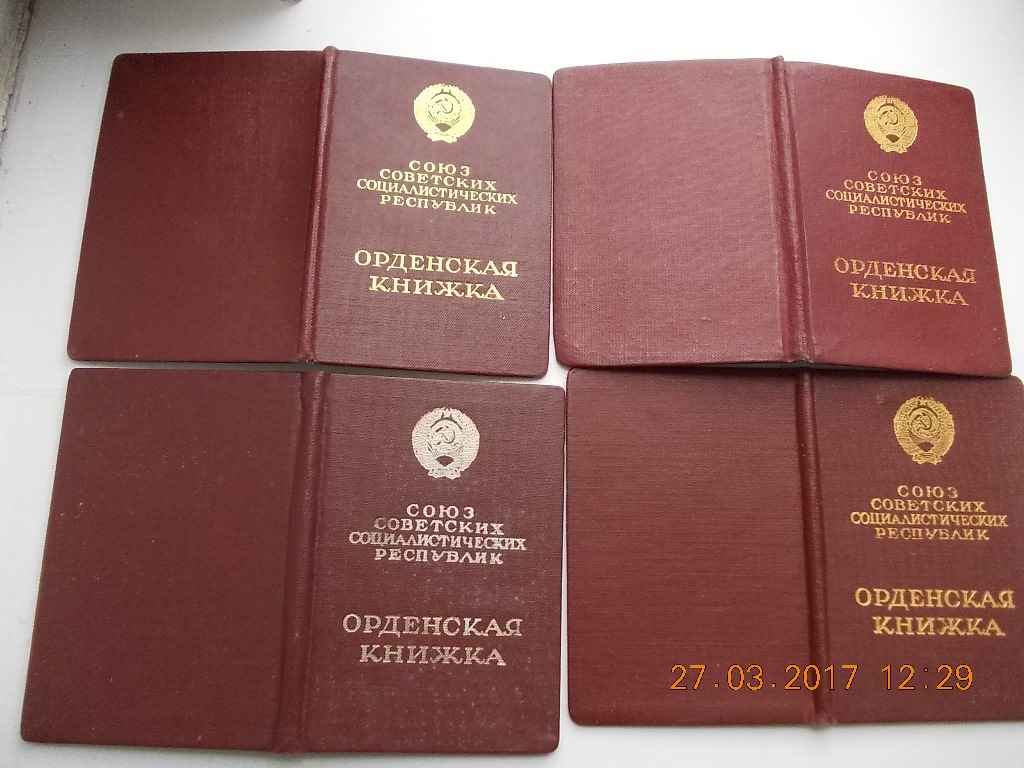 СОЮЗ
СОВЕТСКИХ
СОЦИАЛИСТИЧЕСКИХ
РЕСПУБЛИК
ОРДЕНСКАЯ
КНИЖКА
СОЮЗ
СОВЕТСКИХ
СОЦИАЛИСТИЧЕСКИХ
РЕСПУБЛИК
ОРДЕНСКАЯ
КНИЖКА
СОЮЗ
СОВЕТСКИХ
СОЦИАЛИСТИЧЕСКИХ
РЕСПУБЛИК
ОРДЕНСКАЯ
КНИЖКА
СОЮЗ
СОВЕТСКИХ
СОЦИАЛИСТИЧЕСКИХ
РЕСПУБЛИК
ОРДЕНСКАЯ
КНИЖКА
27.03.2017 12:29